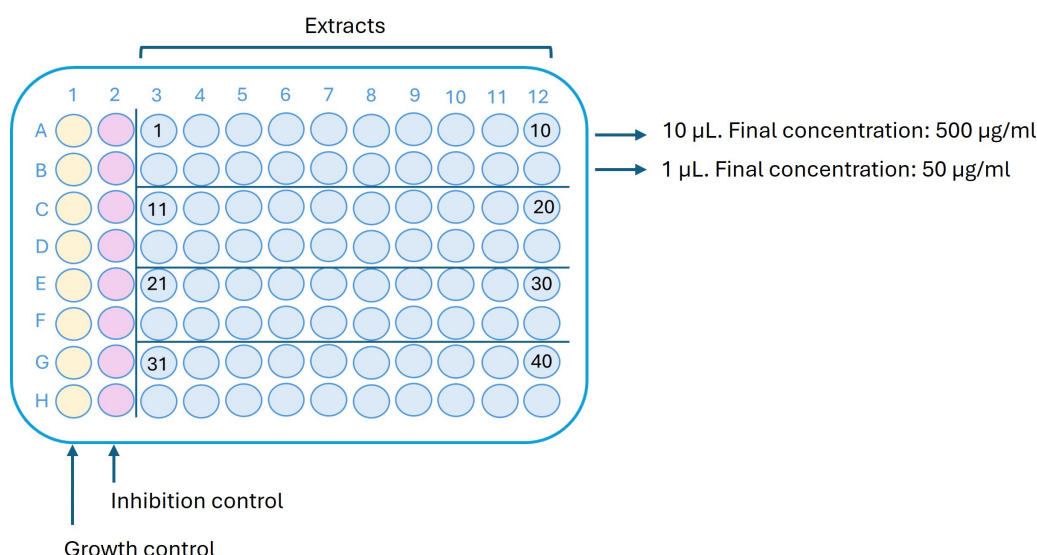 Extracts
1 2 3 4 5 6 7 8 9 10 11 12
A 1 10 10 µL. Final concentration: 500 µg/ml
B 1 µL. Final concentration: 50 µg/ml
C 11 20
D
E 21 30
F
G 31 40
H
Inhibition control
Growth control